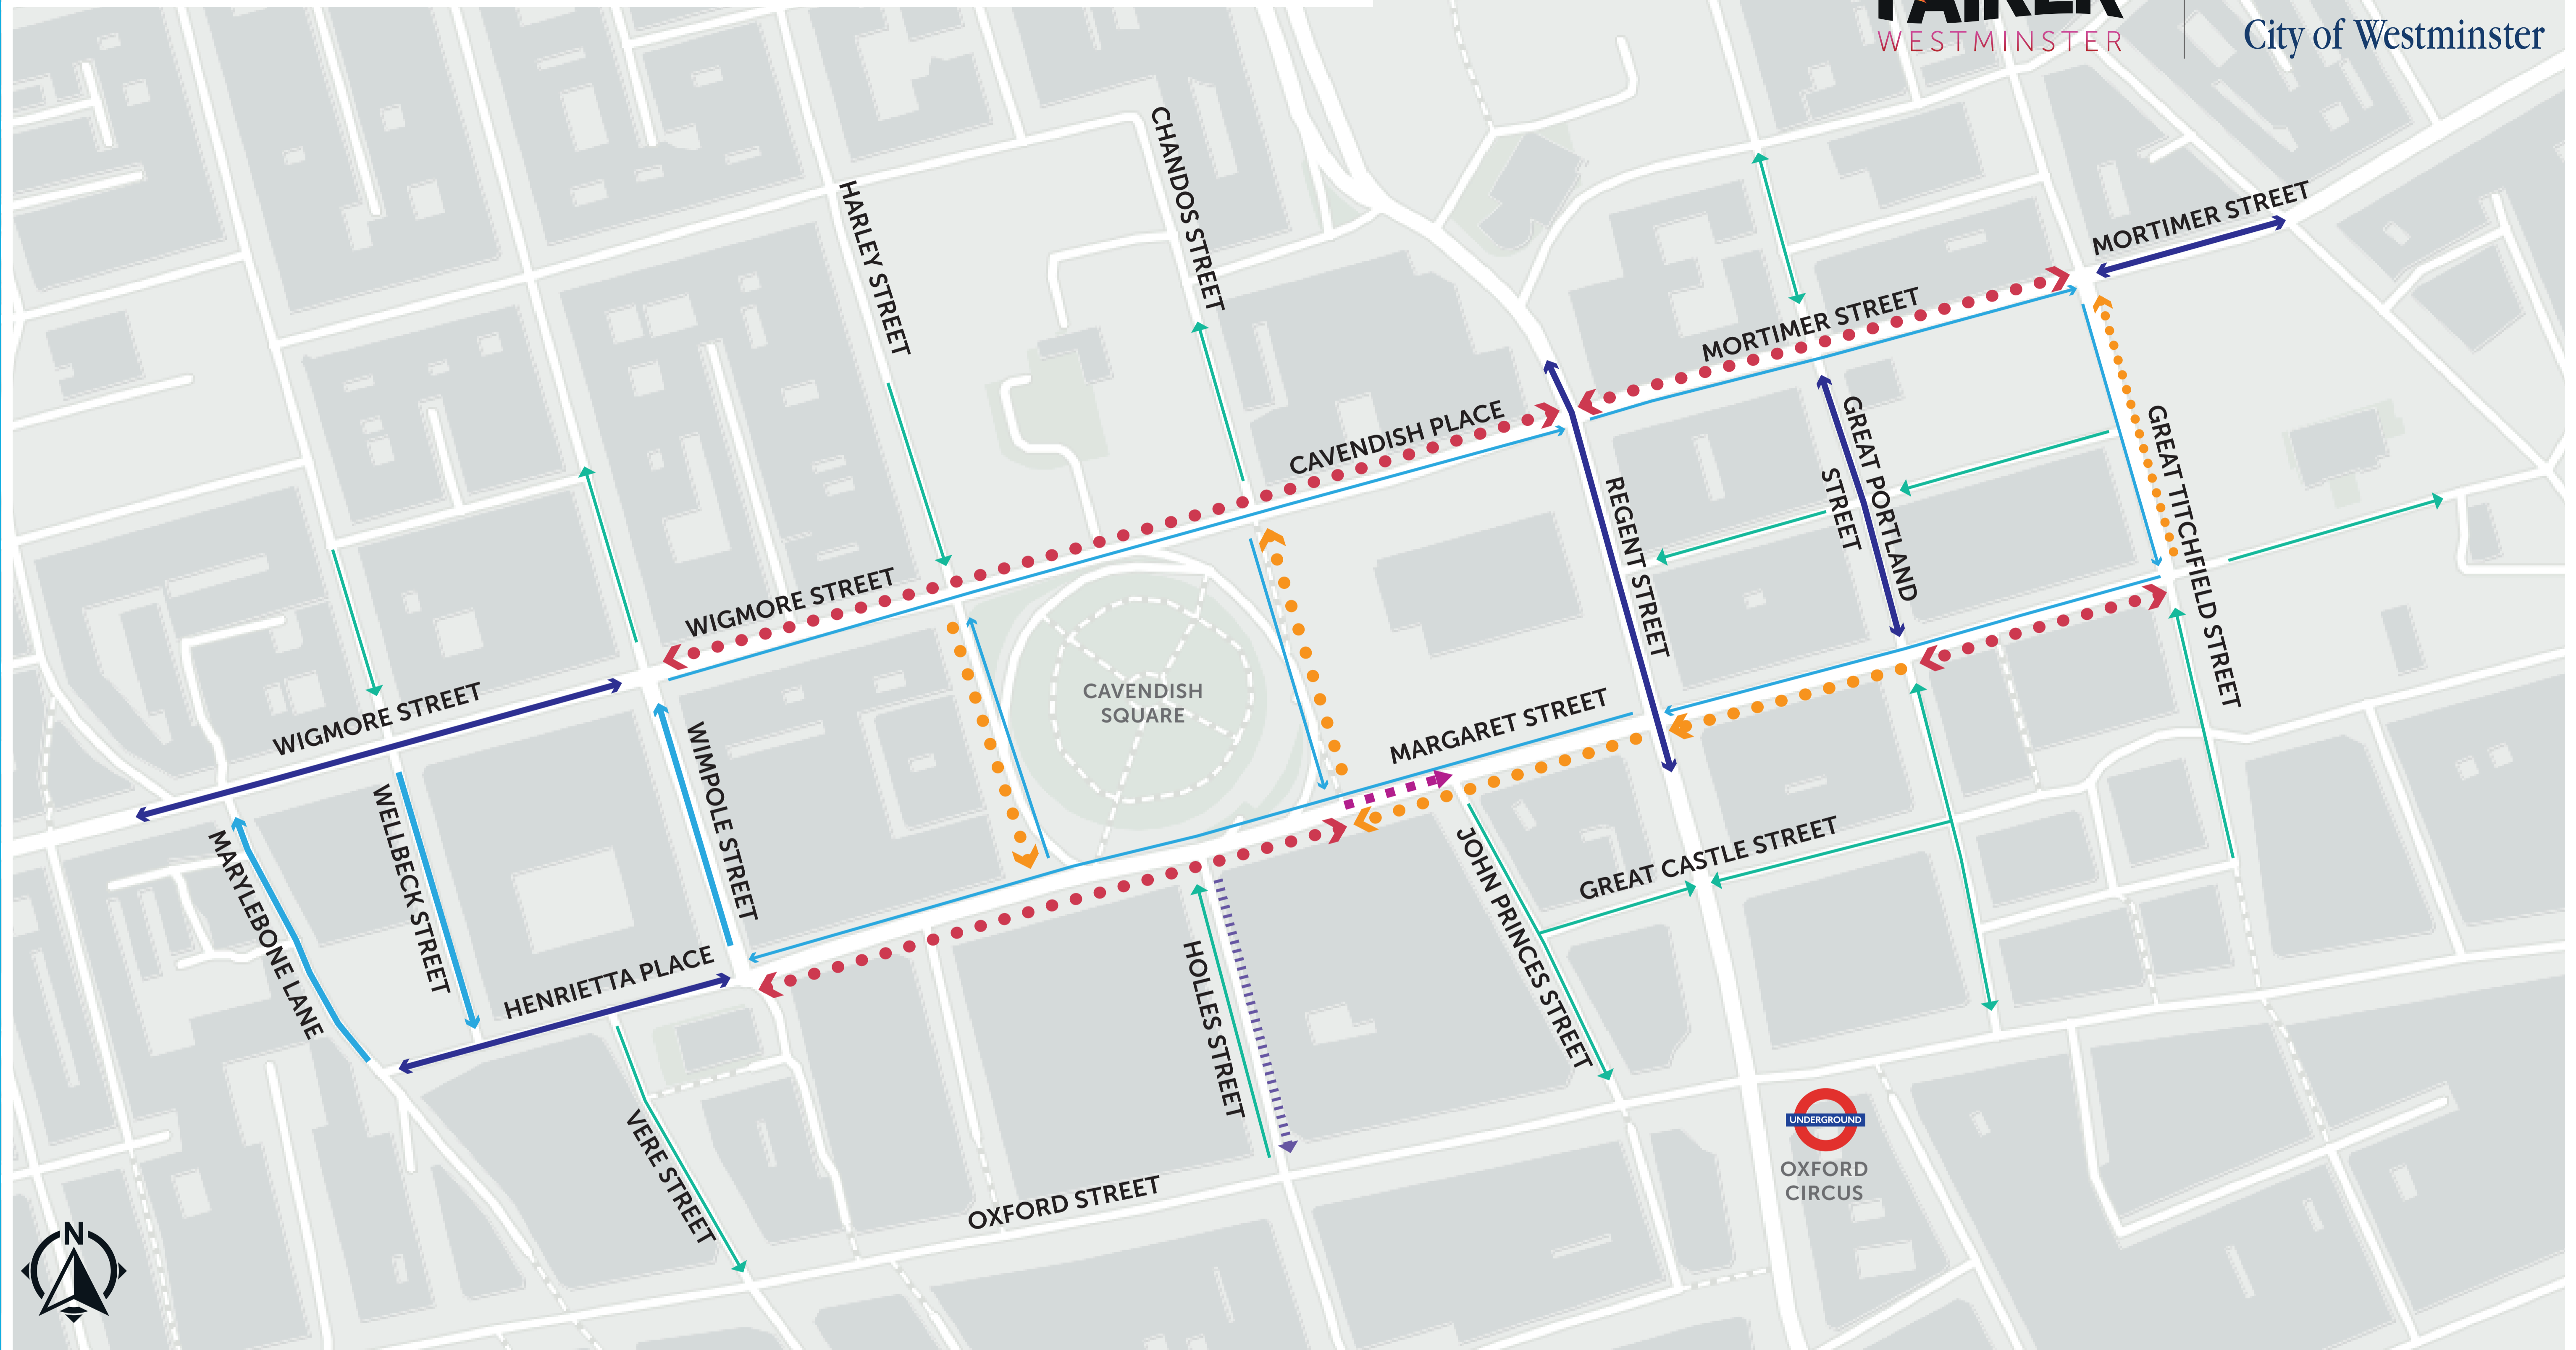 FAIRER
WESTMINSTER
City of Westminster
CHANDOS STREET
HARLEY STREET
MORTIMER STREET
MORTIMER STREET
CAVENDISH PLACE
GREAT PORTLAND
STREET
GREAT TITCHFIELD STREET
REGENT STREET
WIGMORE STREET
WIGMORE STREET
CAVENDISH
SQUARE
MARGARET STREET
WIMPOLE STREET
WELLBECK STREET
MARYLEBONE LANE
HENRIETTA PLACE
HOLLES STREET
JOHN PRINCES STREET
GREAT CASTLE STREET
VERE STREET
OXFORD STREET
UNDERGROUND
OXFORD
CIRCUS
N